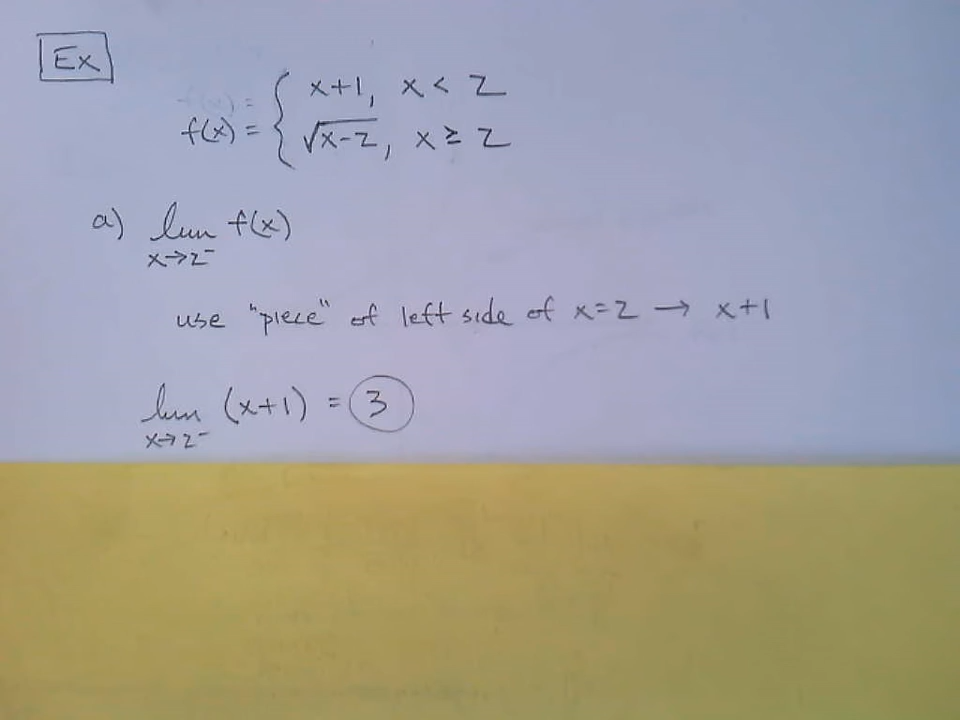 Ex
f(x) = { x+1, x < 2
√x-2, x ≥ 2
a) lim f(x)
x→2⁻
use "piece" of left side of x=2 → x+1
lim (x+1) = 3
x→2⁻